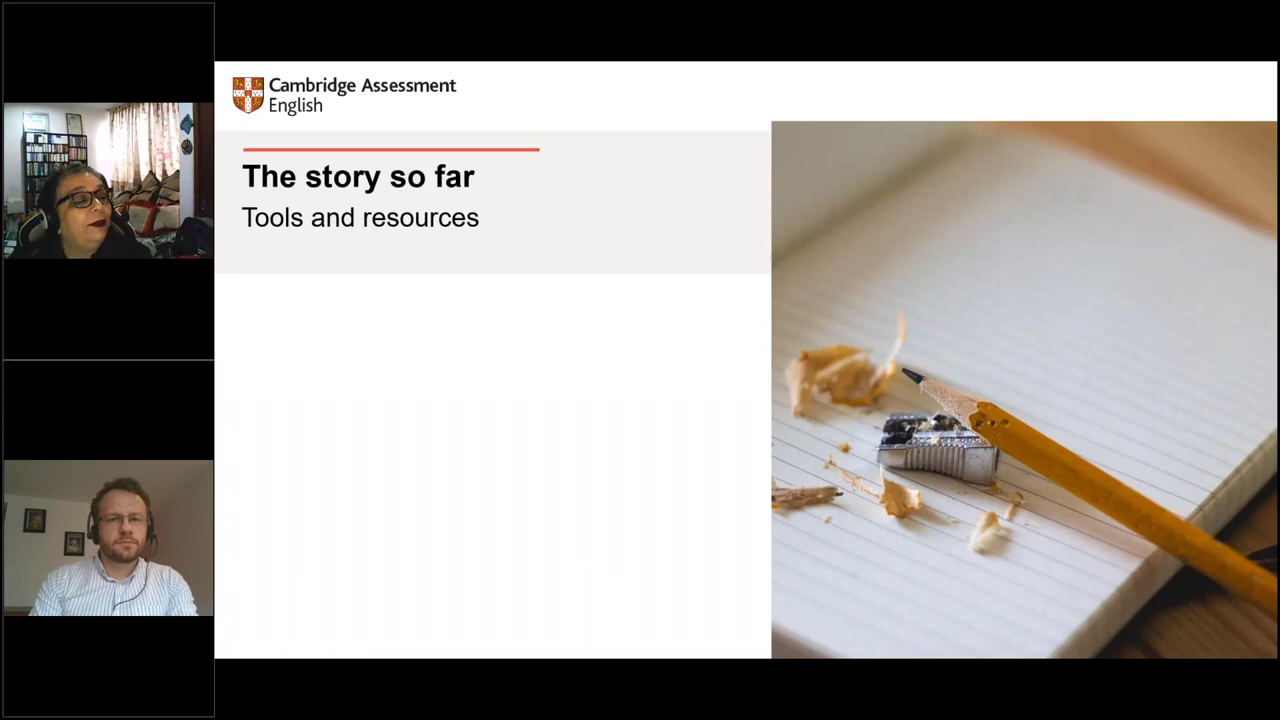 Cambridge Assessment
English
The story so far
Tools and resources